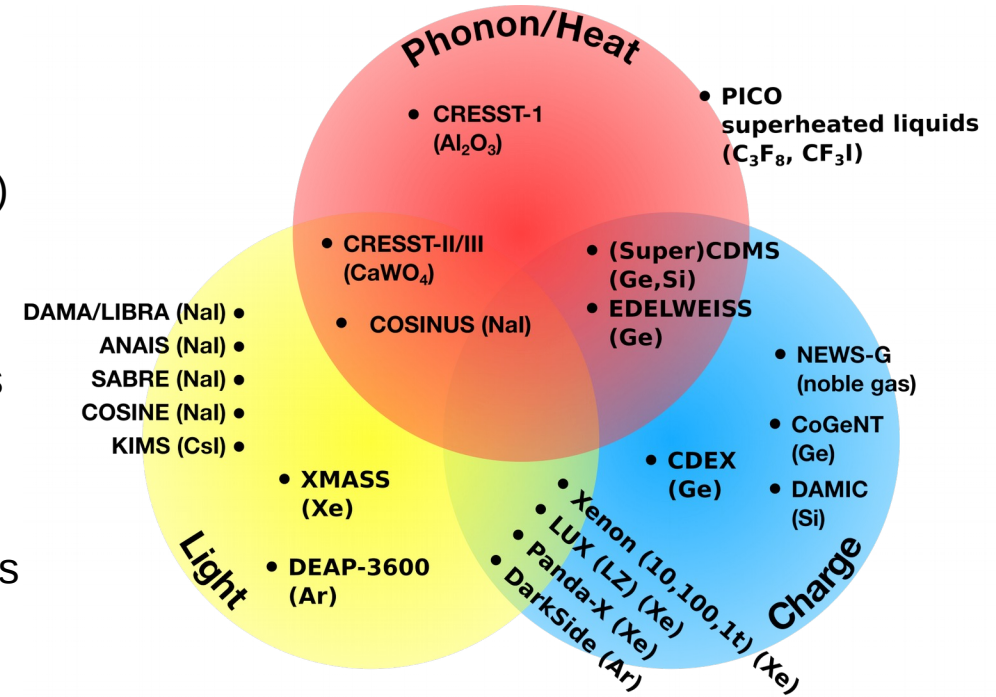 Phonon/Heat
CRESST-1
(Al₂O₃)
PICO
superheated liquids
(C₃F₈, CF₃I)
)
CRESST-II/III
(CaWO₄)
(Super)CDMS
(Ge,Si)
EDELWEISS
(Ge)
COSINUS (NaI)
DAMA/LIBRA (NaI)
ANAIS (NaI)
SABRE (NaI)
COSINE (NaI)
KIMS (CsI)
s
NEWS-G
(noble gas)
CoGeNT
(Ge)
DAMIC
(Si)
CDEX
(Ge)
XMASS
(Xe)
DEAP-3600
(Ar)
s
Xenon (10,100,1t) (Xe)
LUX (LZ) (Xe)
Panda-X (Xe)
DarkSide (Ar)
Light
Charge